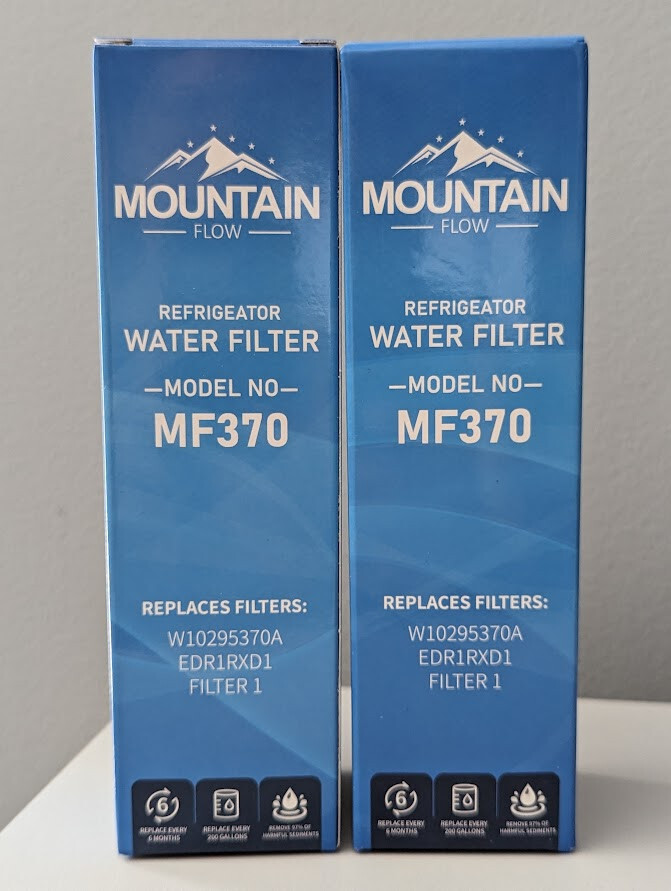 MOUNTAIN
FLOW
REFRIGEATOR
WATER FILTER
—MODEL NO—
MF370
REPLACES FILTERS:
W10295370A
EDR1RXD1
FILTER 1
6
REPLACE EVERY
6 MONTHS
REPLACE EVERY
200 GALLONS
REMOVE 97% OF
HARMFUL SEDIMENTS
MOUNTAIN
FLOW
REFRIGEATOR
WATER FILTER
—MODEL NO—
MF370
REPLACES FILTERS:
W10295370A
EDR1RXD1
FILTER 1
6
REPLACE EVERY
6 MONTHS
REPLACE EVERY
200 GALLONS
REMOVE 97% OF
HARMFUL SEDIMENTS